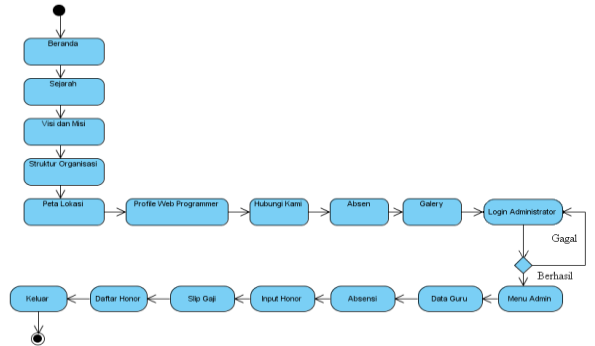 Beranda
Sejarah
Visi dan Misi
Struktur Organisasi
Peta Lokasi
Profile Web Programmer
Hubungi Kami
Absen
Galery
Login Administrator
Gagal
Berhasil
Menu Admin
Data Guru
Absensi
Input Honor
Slip Gaji
Daftar Honor
Keluar